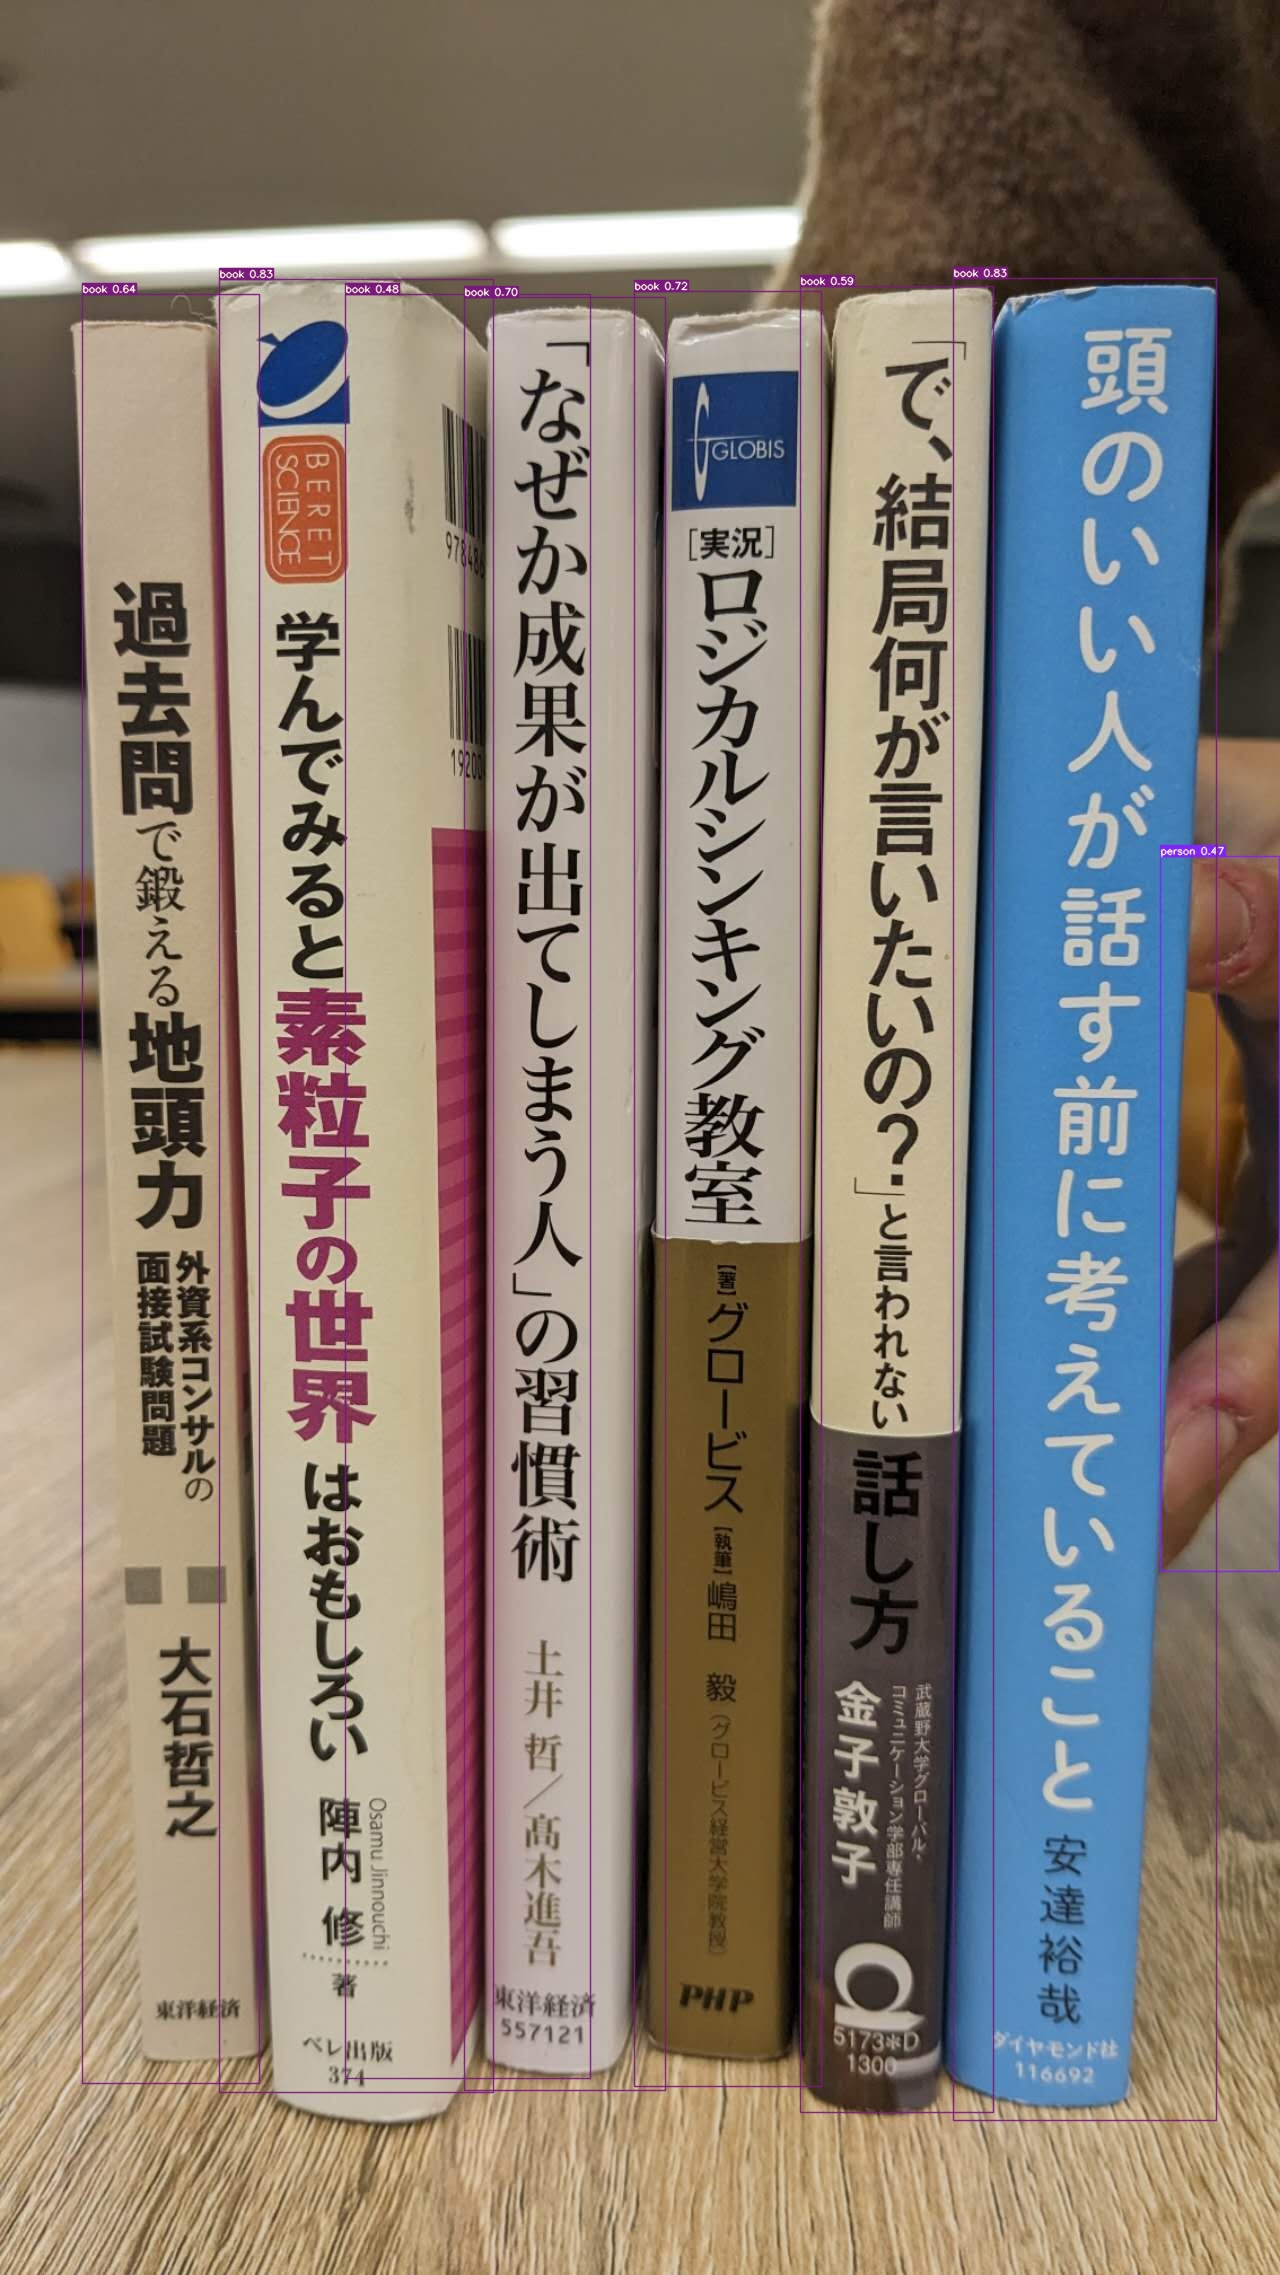 book 0.64
過去問で鍛える地頭力
外資系コンサルの
面接試験問題
大石哲之
東洋経済
book 0.83
book 0.48
BERET
SCIENCE
学んでみると素粒子の世界はおもしろい
陣内 修
Osamu Jinnouchi
著
ベレ出版
374
book 0.70
「なぜか成果が出てしまう人」の習慣術
土井 哲／髙木進吾
東洋経済
557121
book 0.72
GLOBIS
[実況]
ロジカルシンキング教室
【著】グロービス【執筆】嶋田 毅（グロービス経営大学院教授）
PHP
book 0.59
「で、結局何が言いたいの？」と言われない
話し方
武蔵野大学グローバル・
コミュニケーション学部専任講師
金子敦子
5173*D
1300
book 0.83
頭のいい人が話す前に考えていること
安達裕哉
ダイヤモンド社
116692
person 0.47